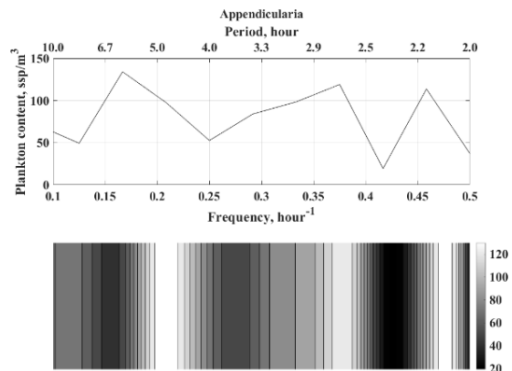 Appendicularia
Period, hour
10.0 6.7 5.0 4.0 3.3 2.9 2.5 2.2 2.0
Plankton content, ssp/m³
150
100
50
0
0.1 0.15 0.2 0.25 0.3 0.35 0.4 0.45 0.5
Frequency, hour⁻¹
120
100
80
60
40
20